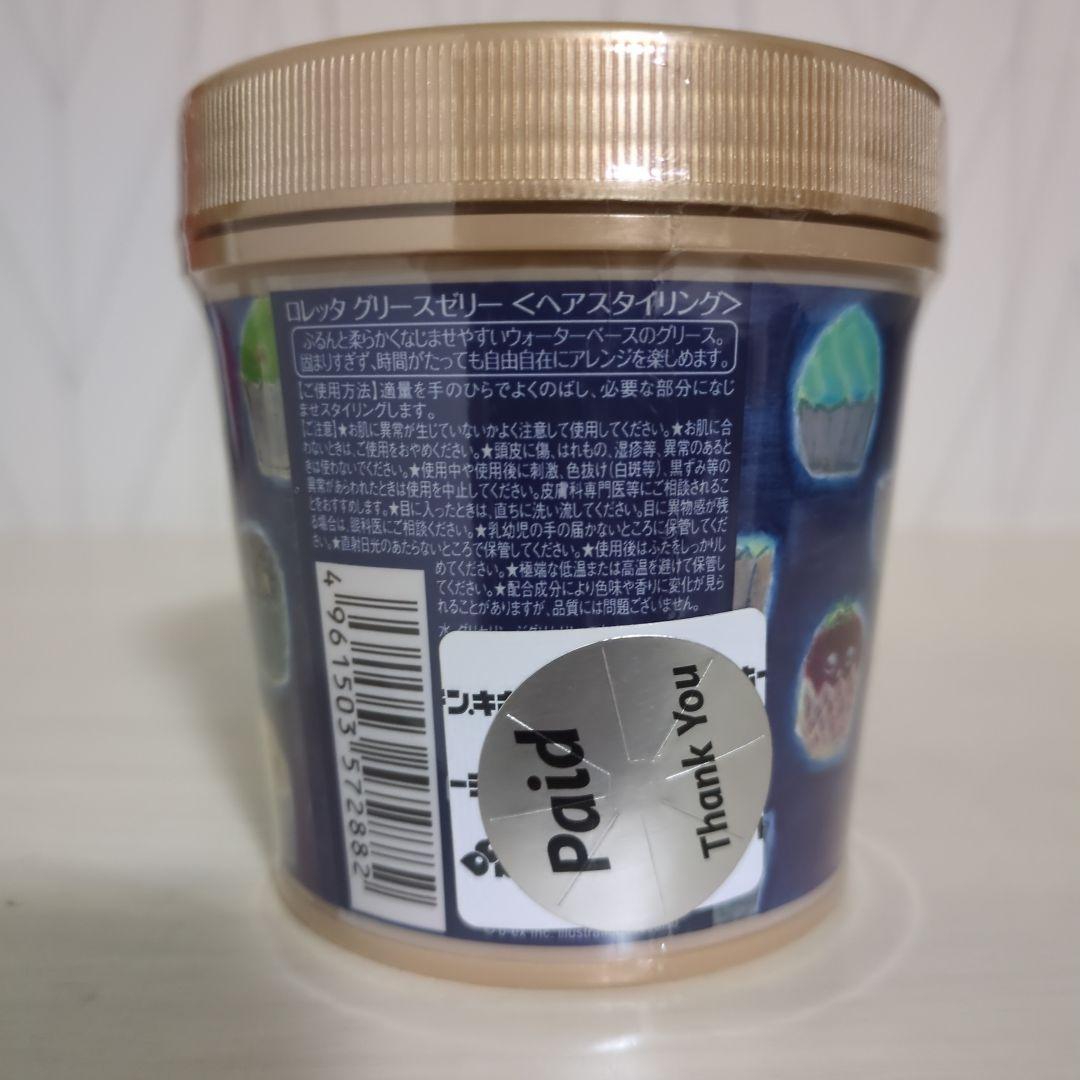 ロレッタ グリースゼリー <ヘアスタイリング>
ぷるんと柔らかくなじませやすいウォーターベースのグリース。
固まりすぎず、時間がたっても自由自在にアレンジを楽しめます。
【ご使用方法】適量を手のひらでよくのばし、必要な部分になじ
ませスタイリングします。
【ご注意】★お肌に異常が生じていないかよく注意して使用してください。★お肌に合
わないときは、ご使用をおやめください。★頭皮に傷、はれもの、湿疹等、異常のあると
きは使わないでください。★使用中や使用後に刺激、色抜け(白斑等)、黒ずみ等の
異常があらわれたときは使用を中止してください。皮膚科専門医等にご相談されるこ
とをおすすめします。★目に入ったときは、直ちに洗い流してください。目に異物感が残
る場合は、眼科医にご相談ください。★乳幼児の手の届かないところに保管してくだ
さい。★直射日光のあたらないところで保管してください。★使用後はふたをしっかりし
めてください。★極端な低温または高温を避けて保管し
てください。★配合成分により色味や香りに変化が見ら
れることがありますが、品質には問題ございません。
4 961503 572882
Paid
Thank You